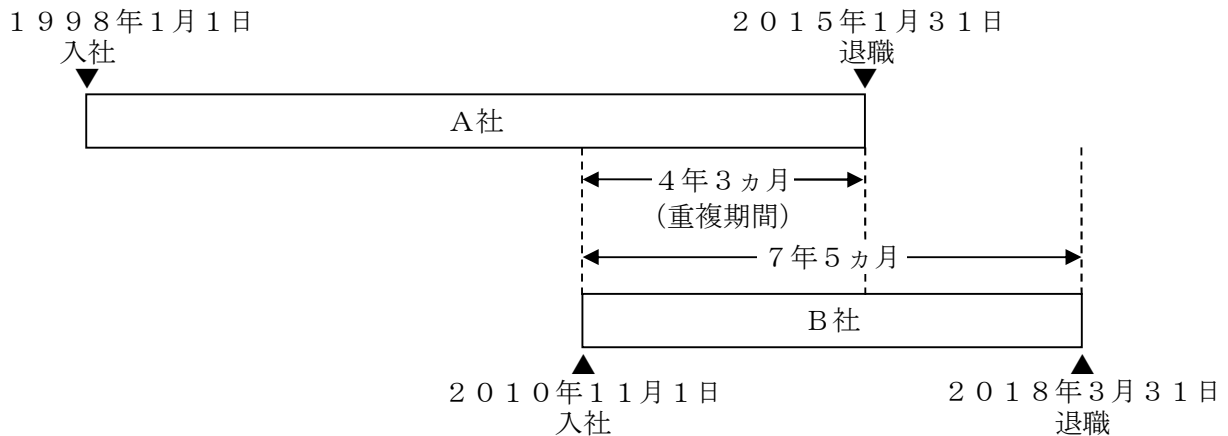 １９９８年１月１日
入社
２０１５年１月３１日
退職
Ａ社
４年３ヵ月
（重複期間）
７年５ヵ月
Ｂ社
２０１０年１１月１日
入社
２０１８年３月３１日
退職